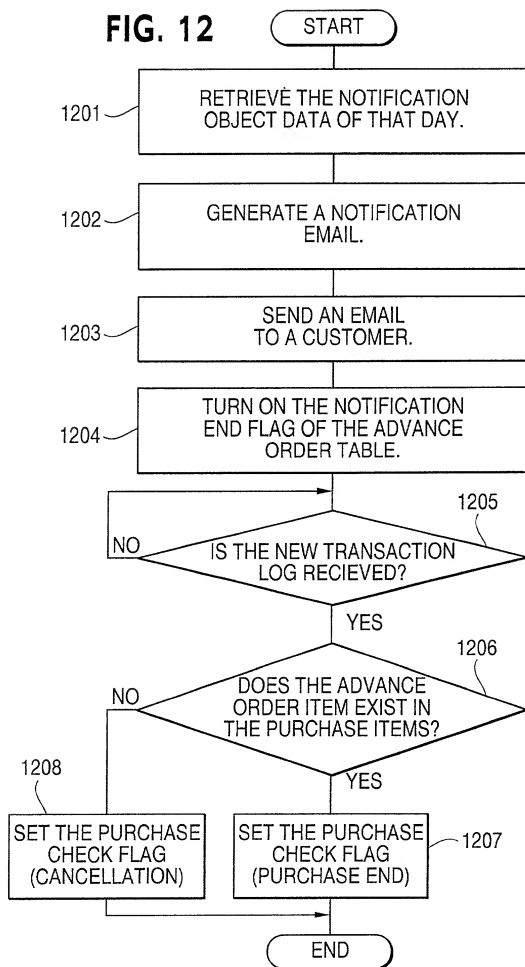 FIG. 12
START
1201
RETRIEVE THE NOTIFICATION
OBJECT DATA OF THAT DAY.
1202
GENERATE A NOTIFICATION
EMAIL.
1203
SEND AN EMAIL
TO A CUSTOMER.
1204
TURN ON THE NOTIFICATION
END FLAG OF THE ADVANCE
ORDER TABLE.
1205
NO
IS THE NEW TRANSACTION
LOG RECIEVED?
YES
1206
NO
DOES THE ADVANCE
ORDER ITEM EXIST IN
THE PURCHASE ITEMS?
YES
1208
SET THE PURCHASE
CHECK FLAG
(CANCELLATION)
SET THE PURCHASE
CHECK FLAG
(PURCHASE END)
1207
END